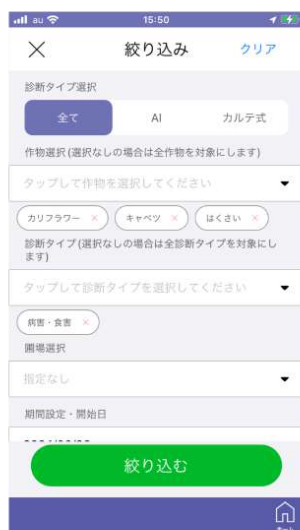 au 15:50
絞り込み クリア
診断タイプ選択
全て AI カルテ式
作物選択(選択なしの場合は全作物を対象にします)
タップして作物を選択してください
カリフラワー × キャベツ × はくさい ×
診断タイプ(選択なしの場合は全診断タイプを対象にし
ます)
タップして診断タイプを選択してください
病害・食害 ×
圃場選択
指定なし
期間設定・開始日
絞り込む